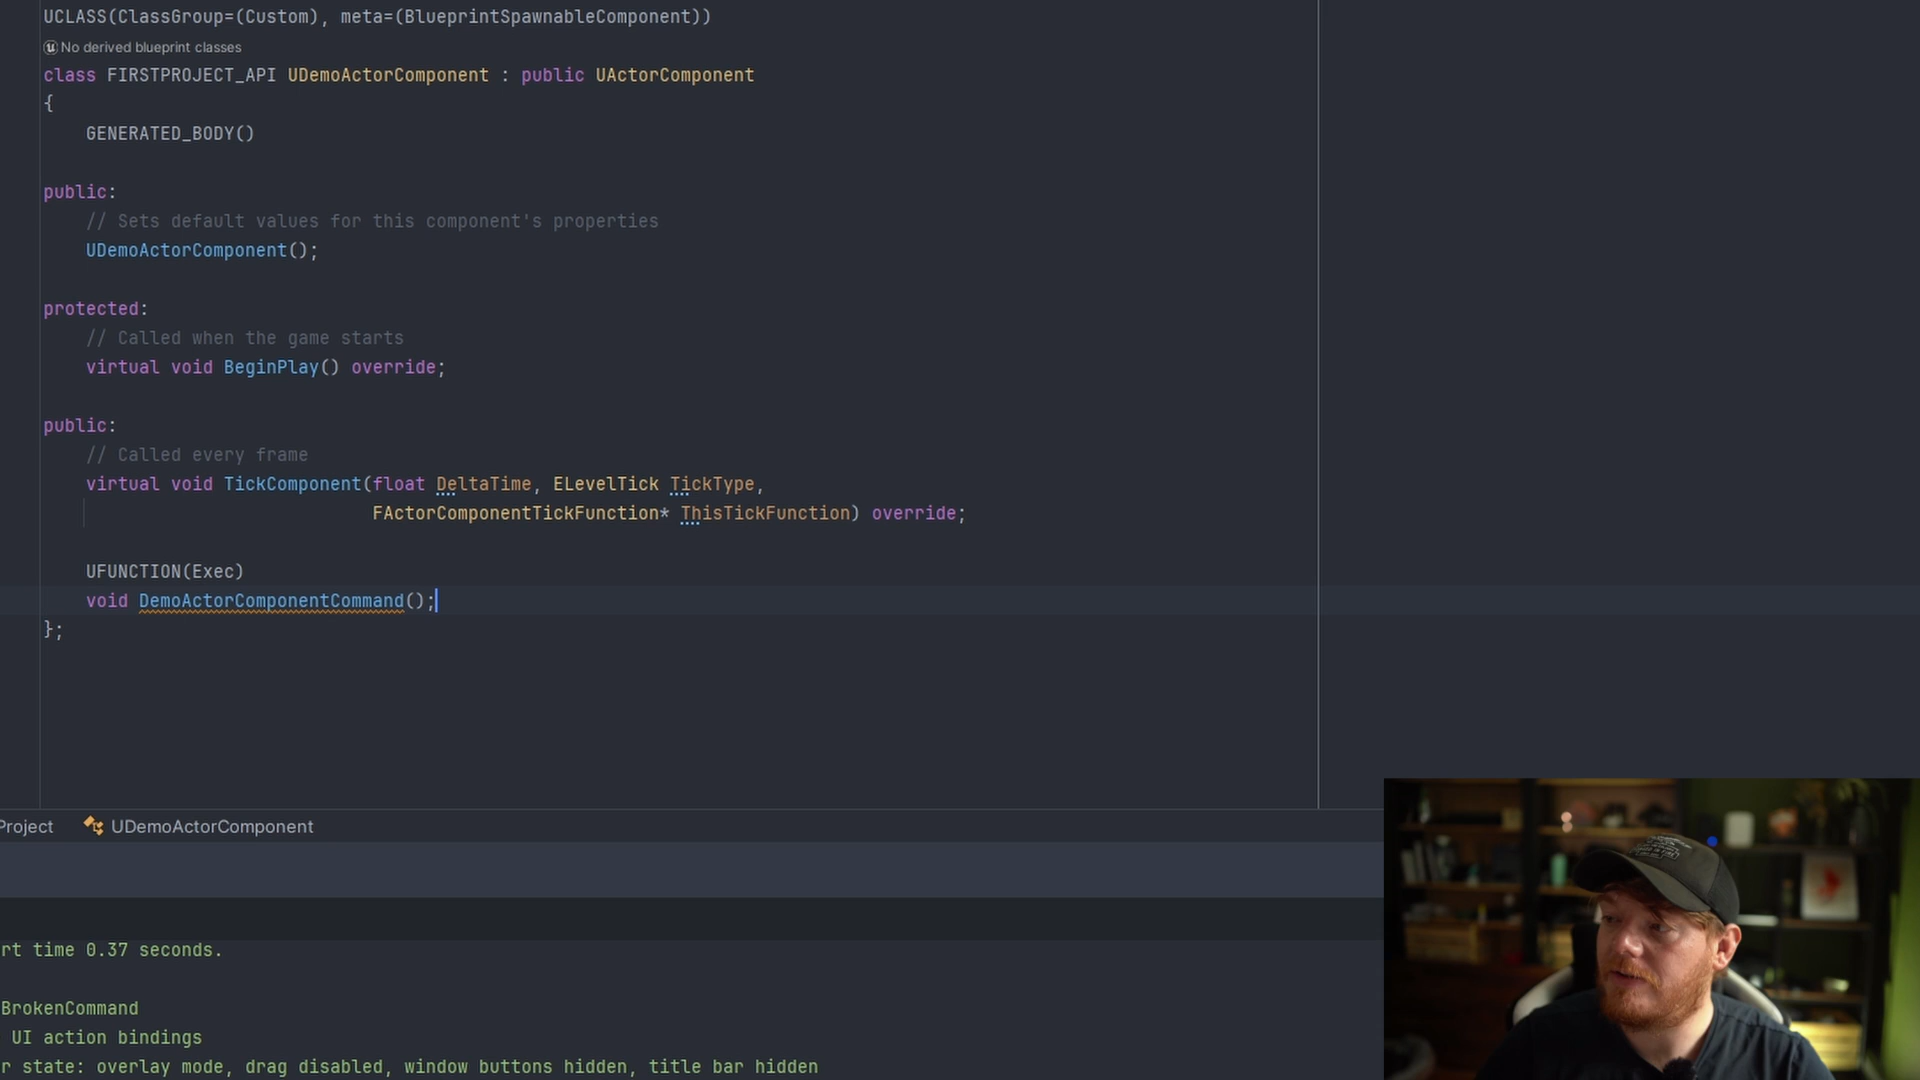 UCLASS(ClassGroup=(Custom), meta=(BlueprintSpawnableComponent))
No derived blueprint classes
class FIRSTPROJECT_API UDemoActorComponent : public UActorComponent
{
GENERATED_BODY()
public:
// Sets default values for this component's properties
UDemoActorComponent();
protected:
// Called when the game starts
virtual void BeginPlay() override;
public:
// Called every frame
virtual void TickComponent(float DeltaTime, ELevelTick TickType,
FActorComponentTickFunction* ThisTickFunction) override;
UFUNCTION(Exec)
void DemoActorComponentCommand();
};
Project UDemoActorComponent
rt time 0.37 seconds.
BrokenCommand
UI action bindings
r state: overlay mode, drag disabled, window buttons hidden, title bar hidden